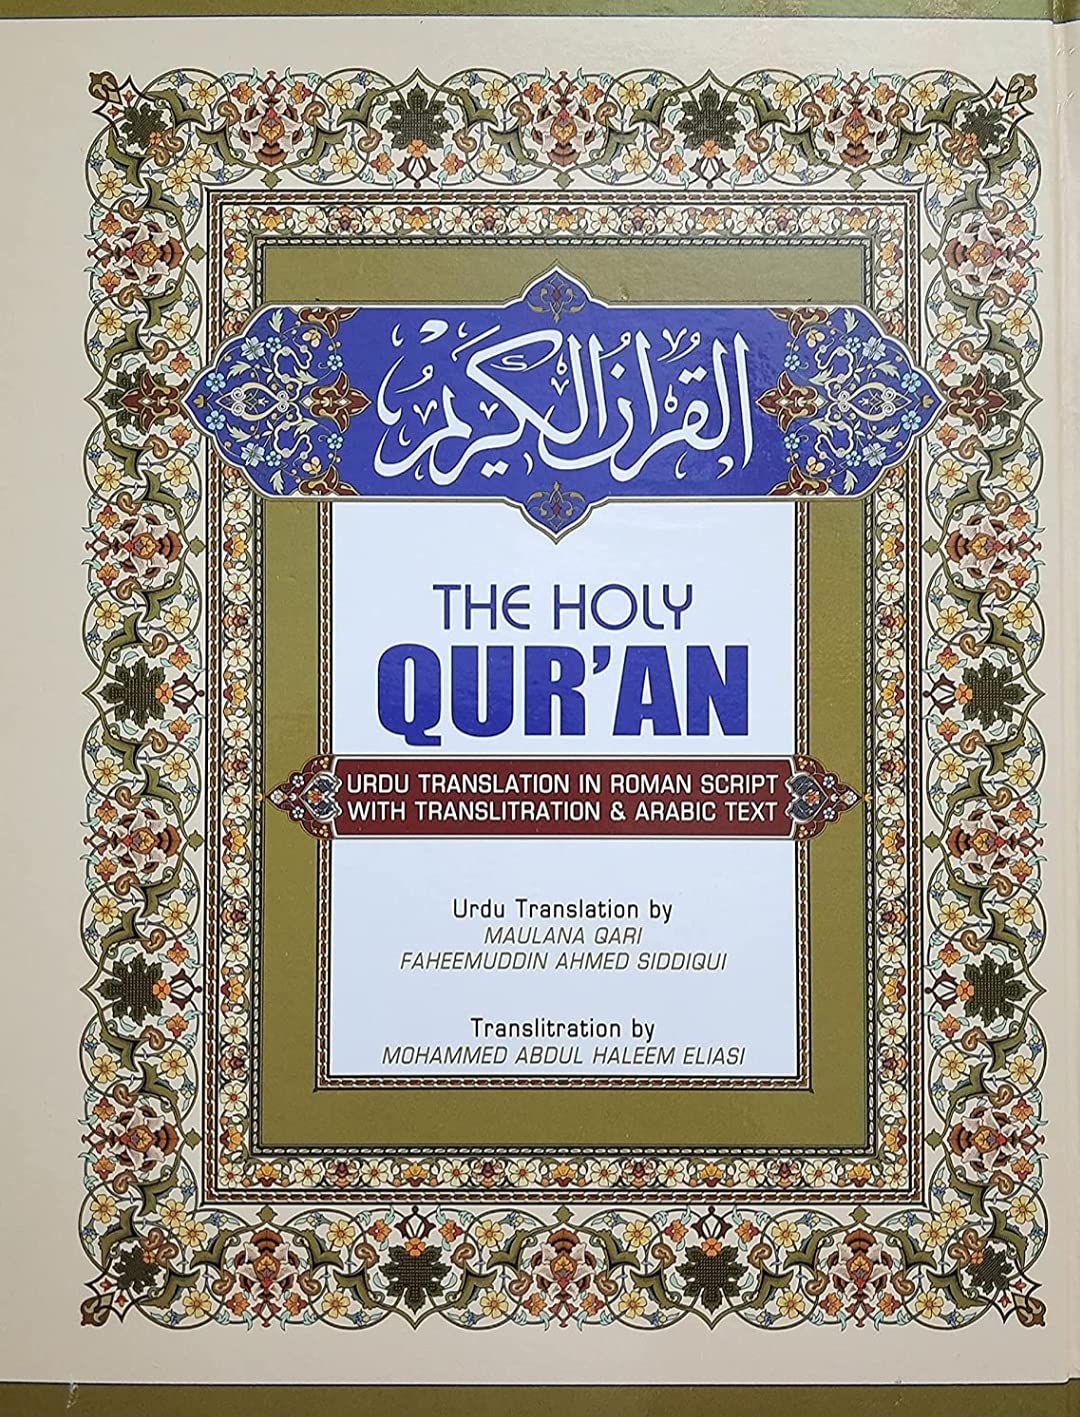 القرآن الكريم
THE HOLY
QUR’AN
URDU TRANSLATION IN ROMAN SCRIPT
WITH TRANSLITRATION & ARABIC TEXT
Urdu Translation by
MAULANA QARI
FAHEEMUDDIN AHMED SIDDIQUI
Translitration by
MOHAMMED ABDUL HALEEM ELIASI